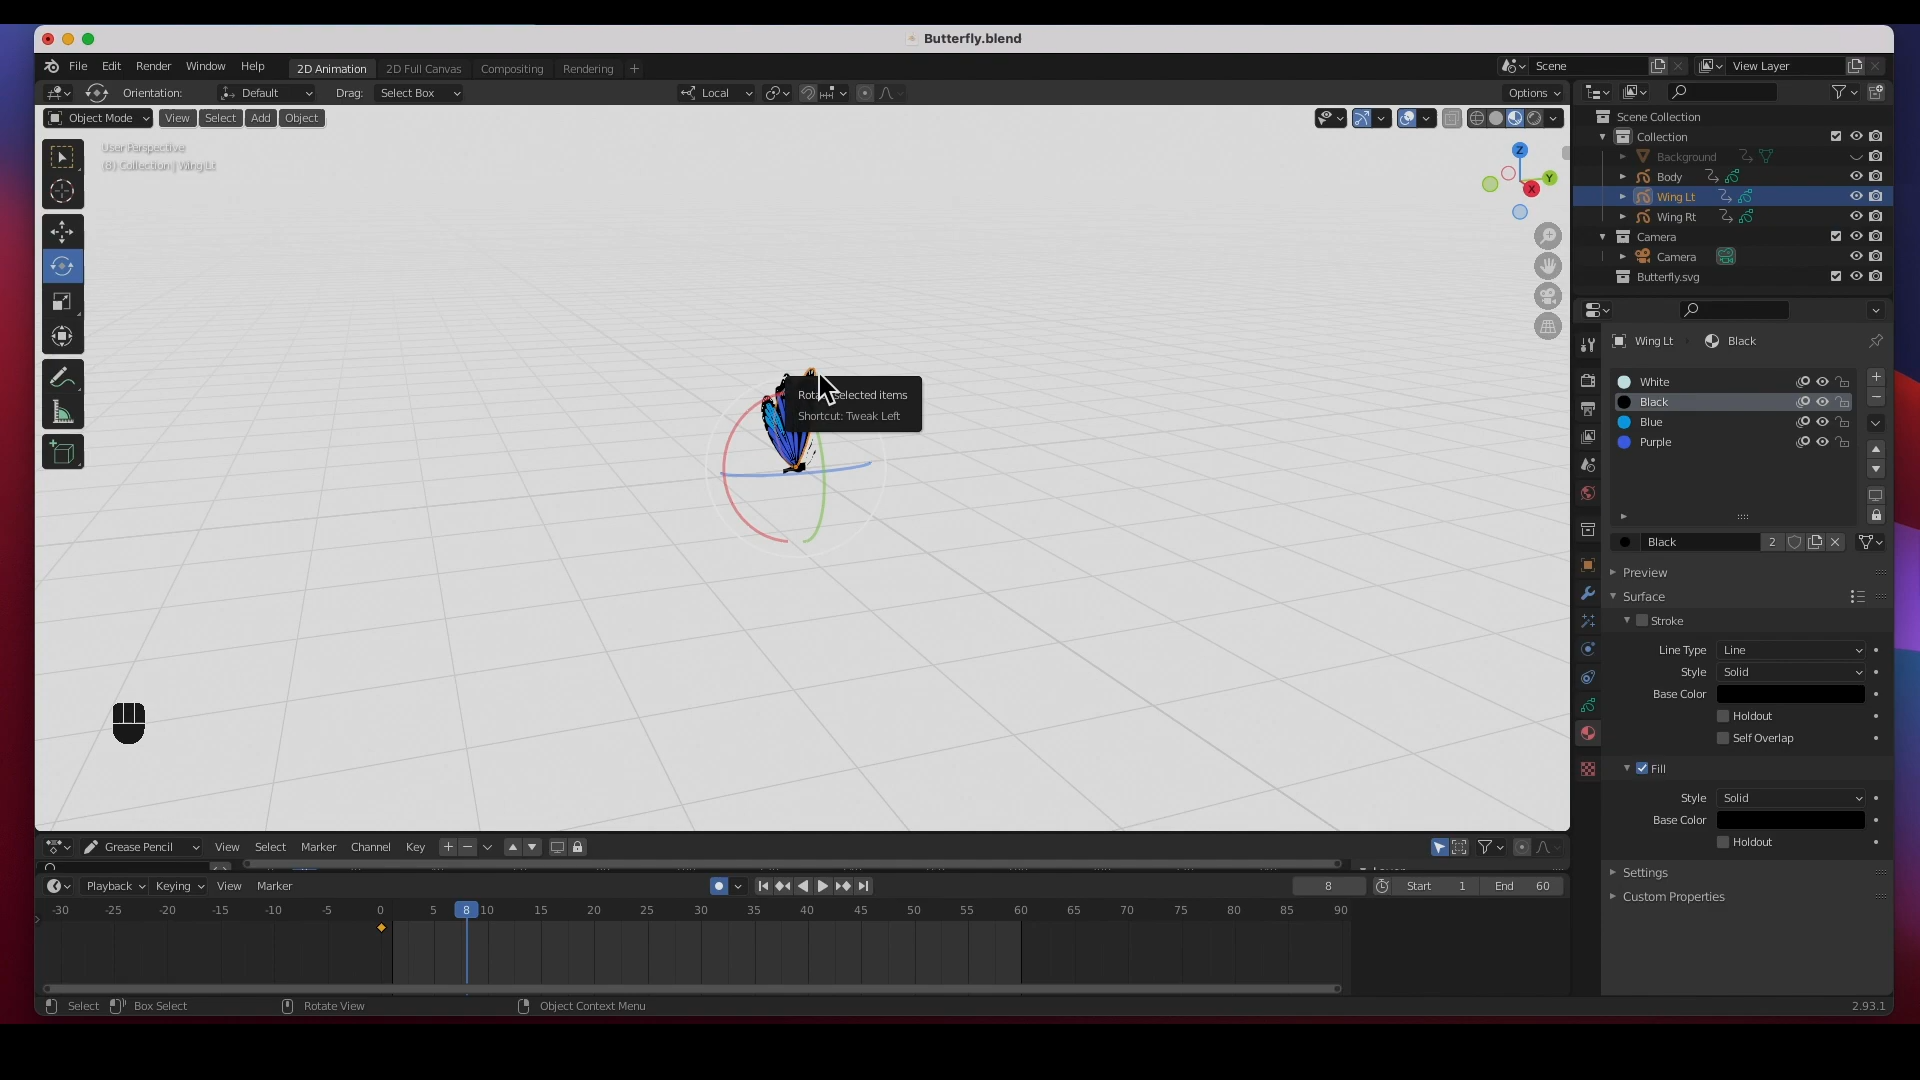 Butterfly.blend
File Edit Render Window Help 2D Animation 2D Full Canvas Compositing Rendering + Scene View Layer
Orientation: Default Drag: Select Box Local Options
Object Mode View Select Add Object
User Perspective
(8) Collection | Wing Lt
Z
Y
X
Rotate selected items
Shortcut: Tweak Left
Scene Collection
Collection
Background
Body
Wing Lt
Wing Rt
Camera
Camera
Butterfly.svg
Wing Lt Black
White
Black
Blue
Purple
Black 2
Preview
Surface
Stroke
Line Type Line
Style Solid
Base Color
Holdout
Self Overlap
Fill
Style Solid
Base Color
Holdout
Settings
Custom Properties
Grease Pencil View Select Marker Channel Key
Playback Keying View Marker 8 Start 1 End 60
-30 -25 -20 -15 -10 -5 0 5 8 10 15 20 25 30 35 40 45 50 55 60 65 70 75 80 85 90
Select Box Select Rotate View Object Context Menu 2.93.1